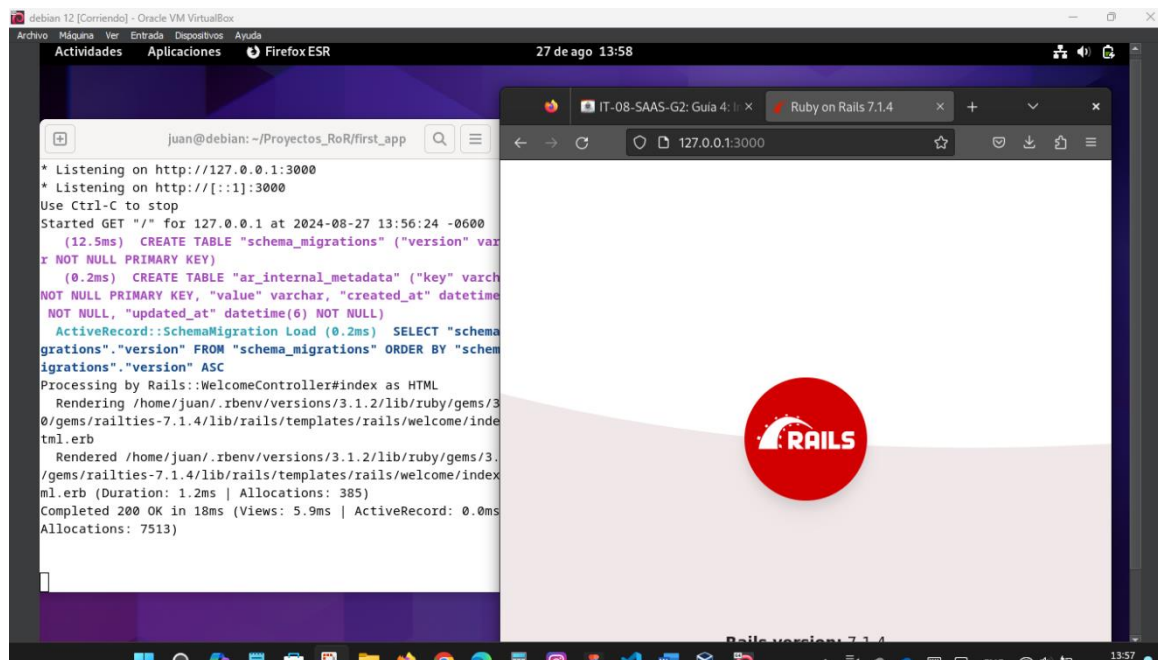 debian 12 [Corriendo] - Oracle VM VirtualBox
Archivo Máquina Ver Entrada Dispositivos Ayuda
Actividades Aplicaciones Firefox ESR 27 de ago 13:58
IT-08-SAAS-G2: Guía 4: I
Ruby on Rails 7.1.4
juan@debian: ~/Proyectos_RoR/first_app
127.0.0.1:3000
* Listening on http://127.0.0.1:3000
* Listening on http://[::1]:3000
Use Ctrl-C to stop
Started GET "/" for 127.0.0.1 at 2024-08-27 13:56:24 -0600
(12.5ms) CREATE TABLE "schema_migrations" ("version" var
r NOT NULL PRIMARY KEY)
(0.2ms) CREATE TABLE "ar_internal_metadata" ("key" varch
NOT NULL PRIMARY KEY, "value" varchar, "created_at" datetime
NOT NULL, "updated_at" datetime(6) NOT NULL)
ActiveRecord::SchemaMigration Load (0.2ms) SELECT "schema
grations"."version" FROM "schema_migrations" ORDER BY "schem
igrations"."version" ASC
Processing by Rails::WelcomeController#index as HTML
Rendering /home/juan/.rbenv/versions/3.1.2/lib/ruby/gems/3
0/gems/railties-7.1.4/lib/rails/templates/rails/welcome/inde
tml.erb
Rendered /home/juan/.rbenv/versions/3.1.2/lib/ruby/gems/3.
/gems/railties-7.1.4/lib/rails/templates/rails/welcome/index
ml.erb (Duration: 1.2ms | Allocations: 385)
Completed 200 OK in 18ms (Views: 5.9ms | ActiveRecord: 0.0ms
Allocations: 7513)
RAILS
Rails version: 7.1.4
13:57